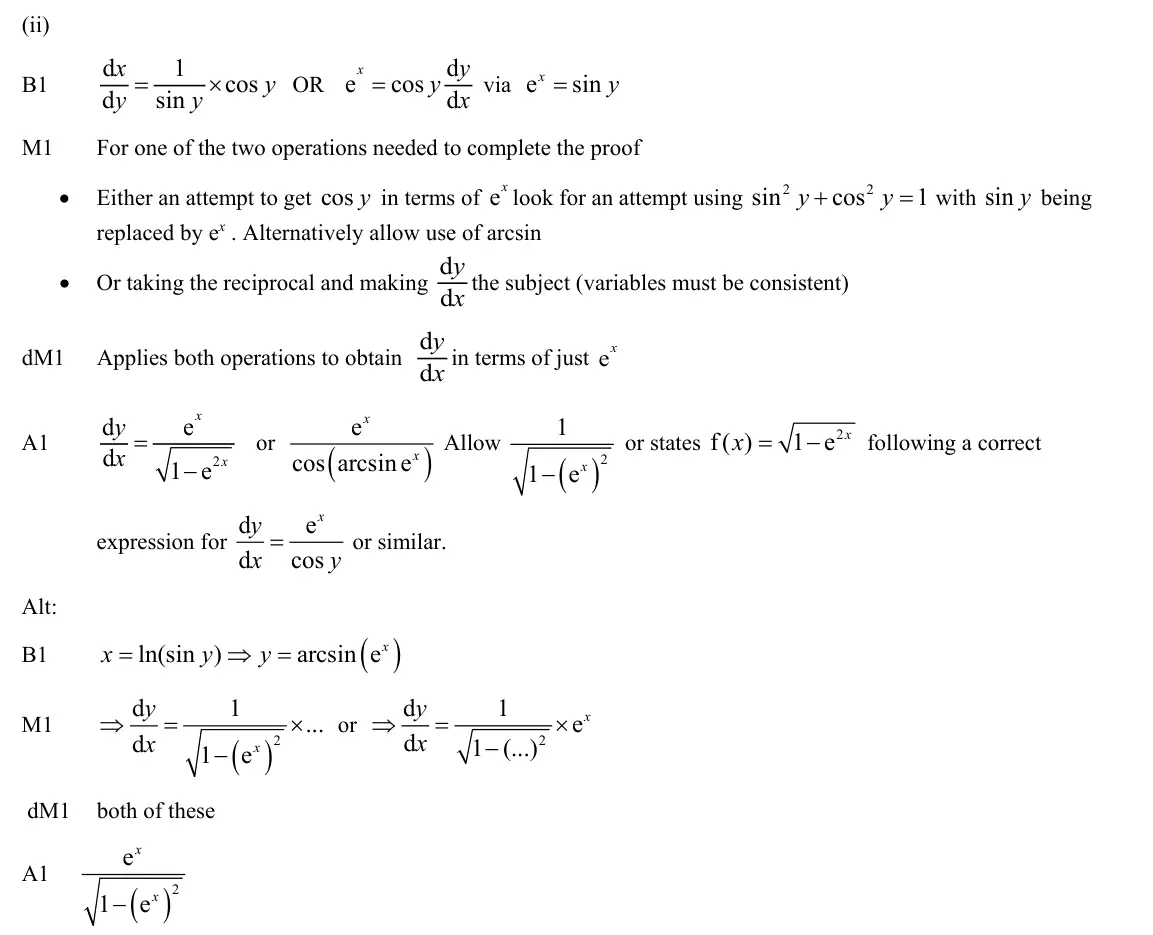 (ii)
B1 dx/dy = 1/sin y × cos y OR e^x = cos y dy/dx via e^x = sin y
M1 For one of the two operations needed to complete the proof
• Either an attempt to get cos y in terms of e^x look for an attempt using sin² y + cos² y = 1 with sin y being
replaced by e^x . Alternatively allow use of arcsin
• Or taking the reciprocal and making dy/dx the subject (variables must be consistent)
dM1 Applies both operations to obtain dy/dx in terms of just e^x
A1 dy/dx = e^x/√(1−e^(2x)) or e^x/cos(arcsin e^x) Allow 1/√(1−(e^x)²) or states f(x) = √(1−e^(2x)) following a correct
expression for dy/dx = e^x/cos y or similar.
Alt:
B1 x = ln(sin y) ⇒ y = arcsin(e^x)
M1 ⇒ dy/dx = 1/√(1−(e^x)²) ×... or ⇒ dy/dx = 1/√(1−(...)²) × e^x
dM1 both of these
A1 e^x/√(1−(e^x)²)